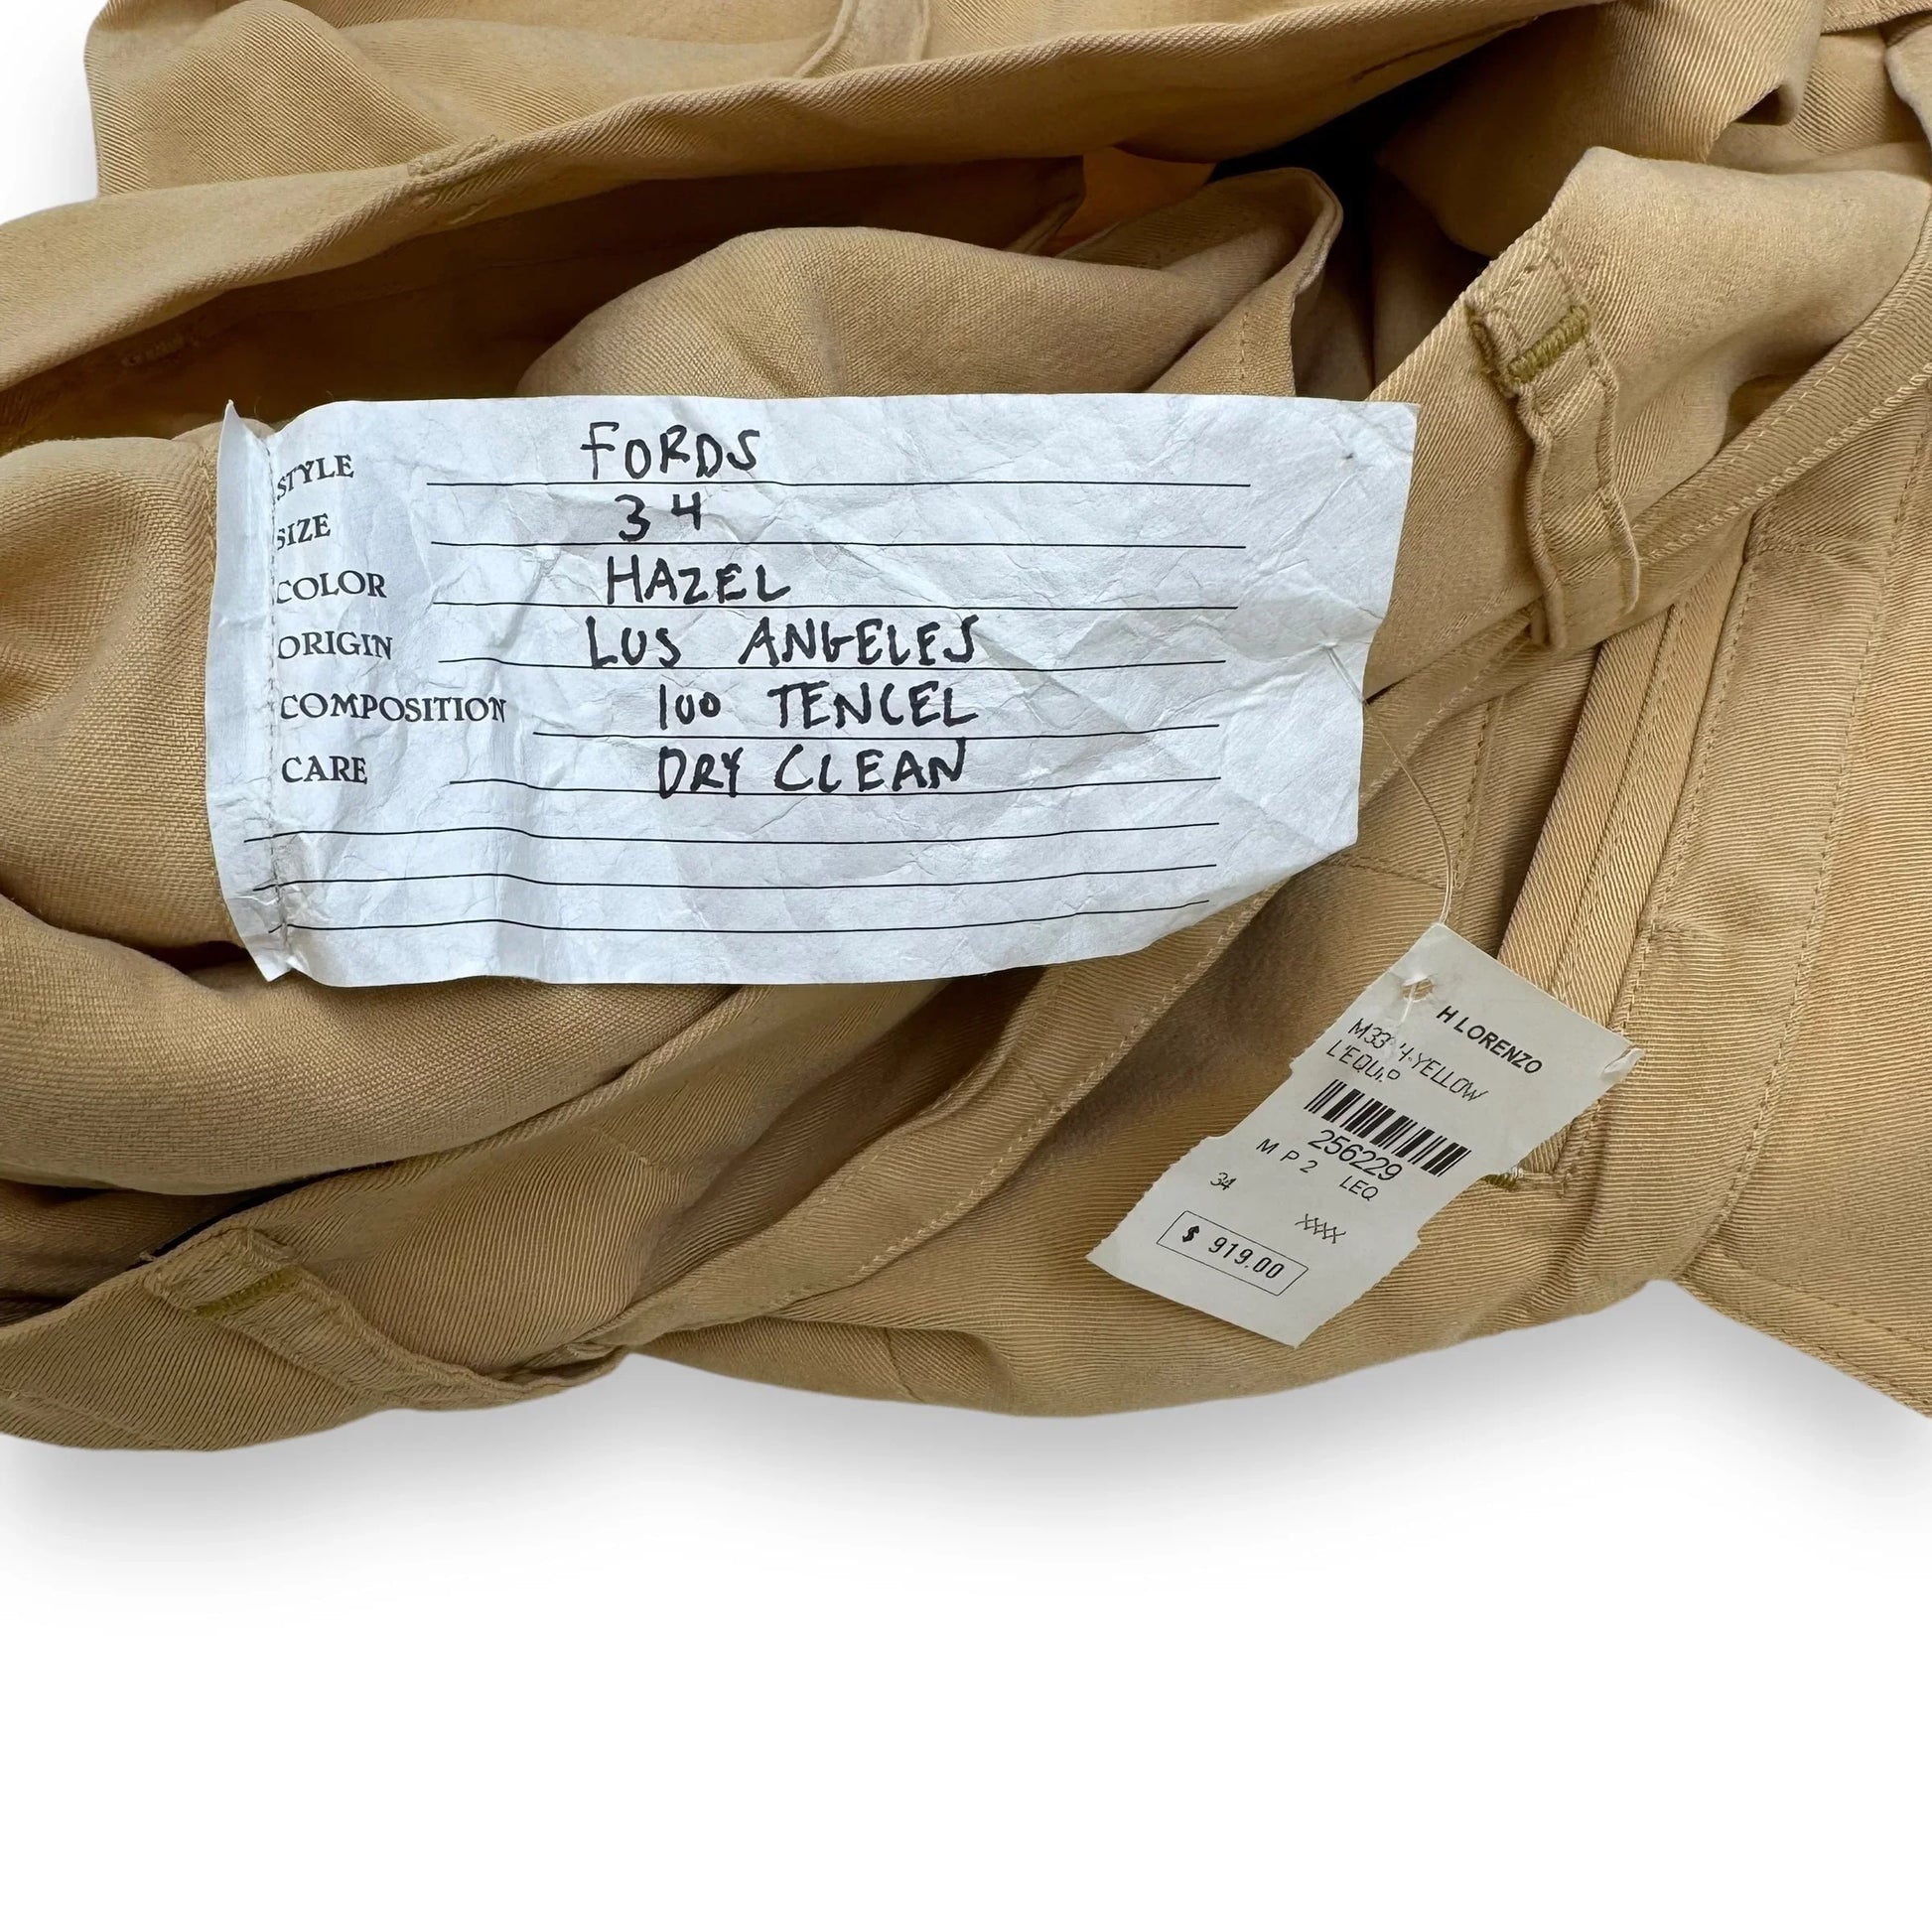 STYLE FORDS
SIZE 34
COLOR HAZEL
ORIGIN LOS ANGELES
COMPOSITION 100 TENCEL
CARE DRY CLEAN
H LORENZO
YELLOW
L'EQUIP
256229
M P 2 LEQ
34
XXXX
$ 919.00